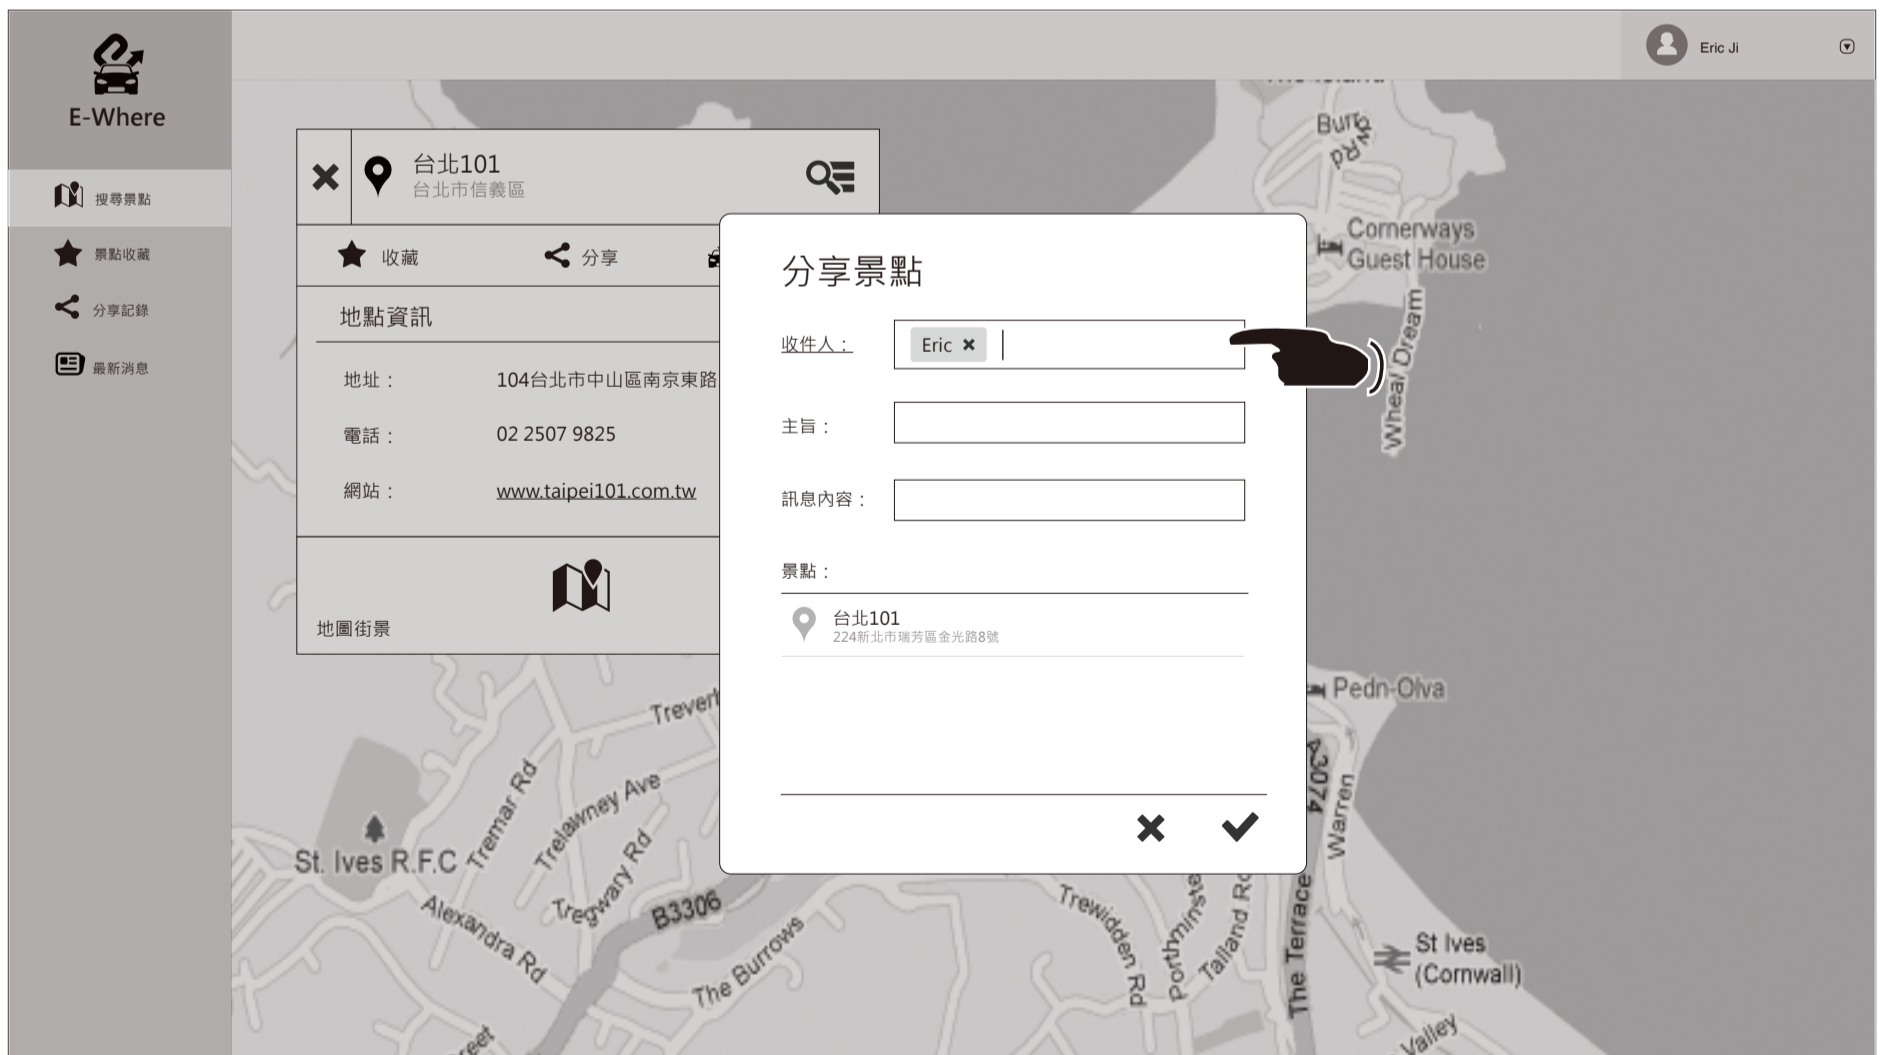 E-Where
Eric Ji
搜尋景點
景點收藏
分享記錄
最新消息
台北101
台北市信義區
收藏
分享
地點資訊
地址：
104台北市中山區南京東路
電話：
02 2507 9825
網站：
www.taipei101.com.tw
地圖街景
分享景點
收件人：
Eric
主旨：
訊息內容：
景點：
台北101
224新北市瑞芳區金光路8號
Burrow Rd
Cornerways
Guest House
Wheal Dream
Pedn-Olva
A3074
Warren
Tremar Rd
Trelawney Ave
Tregwary Rd
St. Ives R.F.C
Alexandra Rd
B3306
The Burrows
Trewidden Rd
Talland Rd
The Terrace
St Ives
(Cornwall)
Valley